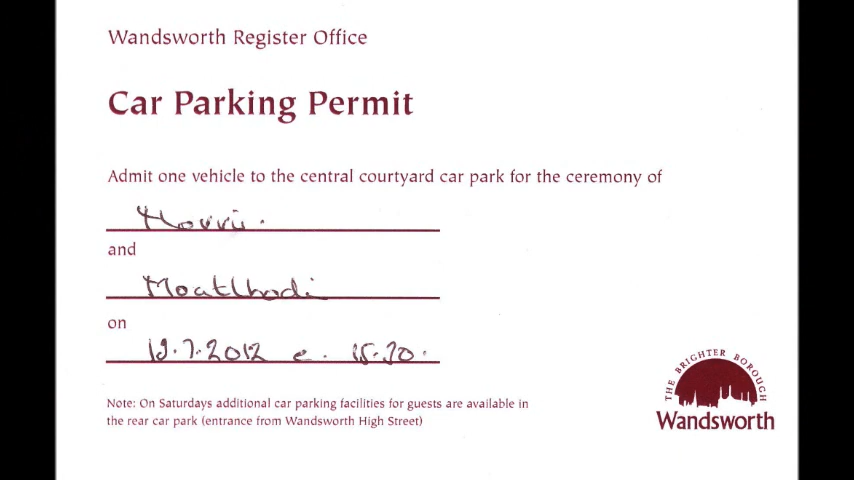 Wandsworth Register Office
Car Parking Permit
Admit one vehicle to the central courtyard car park for the ceremony of
Morris.
and
Moatlhodi
on
19.7.2012 @ 15.30.
Note: On Saturdays additional car parking facilities for guests are available in
the rear car park (entrance from Wandsworth High Street)
THE BRIGHTER BOROUGH
Wandsworth